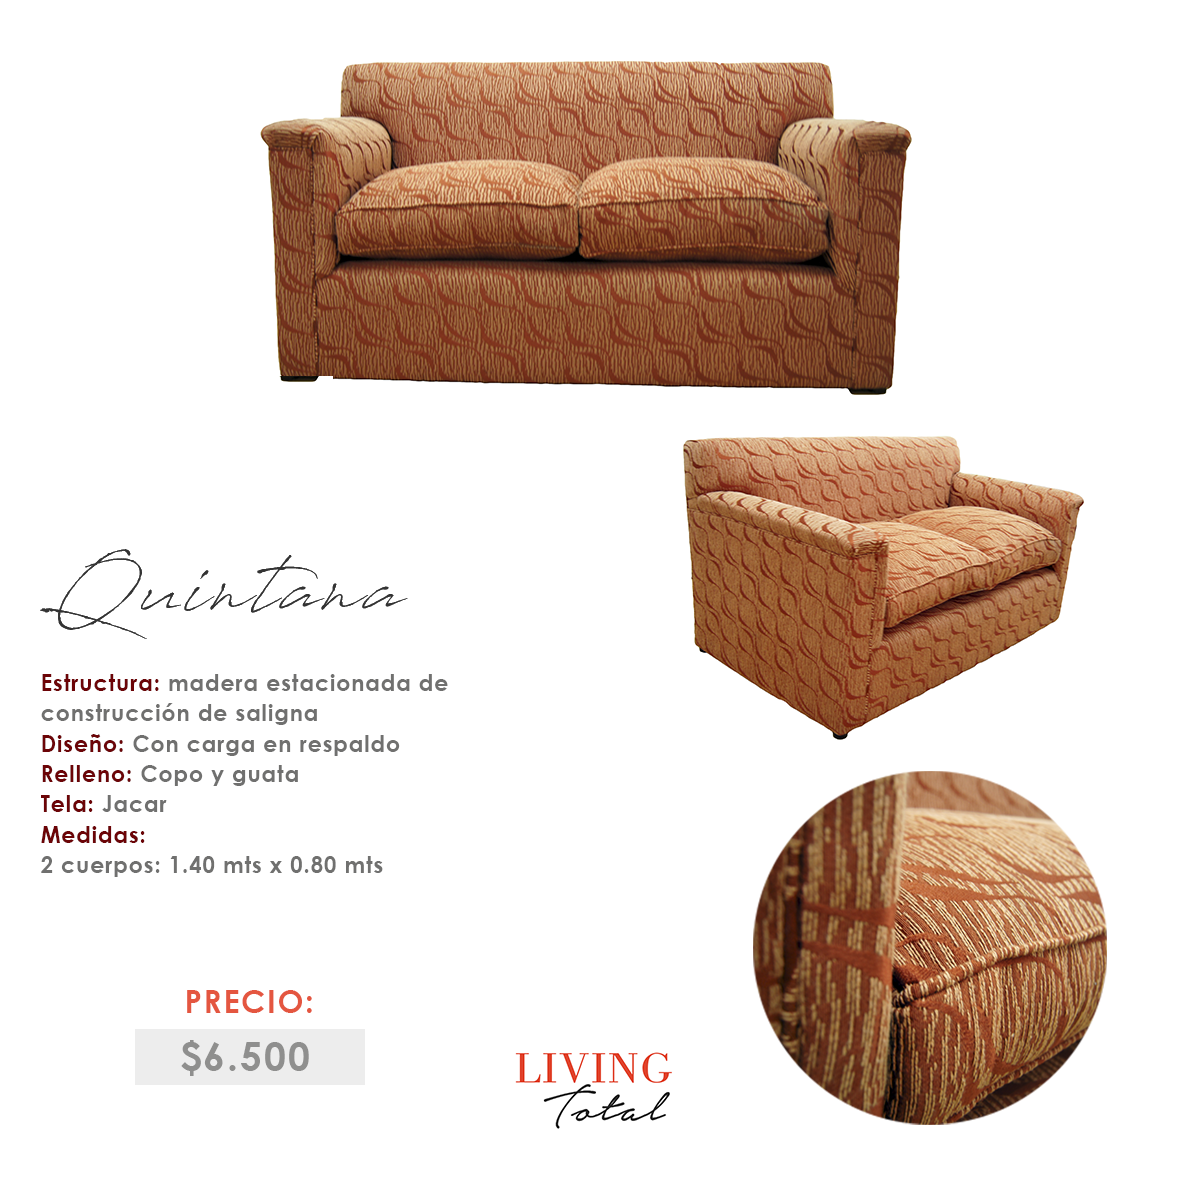 Quintana
Estructura: madera estacionada de
construcción de saligna
Diseño: Con carga en respaldo
Relleno: Copo y guata
Tela: Jacar
Medidas:
2 cuerpos: 1.40 mts x 0.80 mts
PRECIO:
$6.500
LIVING
Total